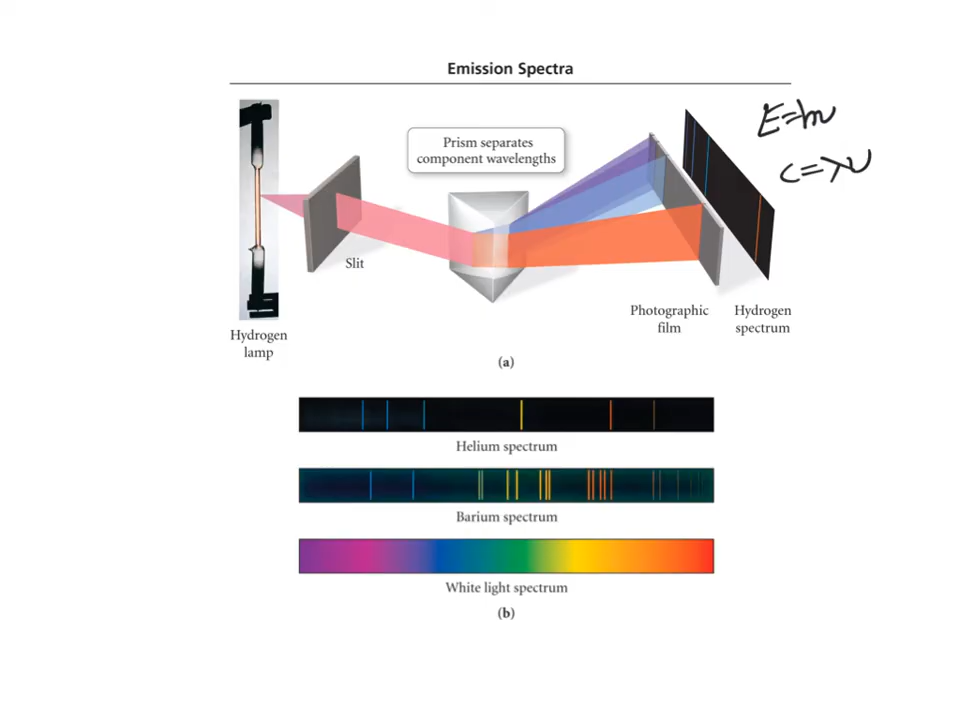 Emission Spectra
E=hν
c=λν
Prism separates
component wavelengths
Slit
Photographic
film
Hydrogen
spectrum
Hydrogen
lamp
(a)
Helium spectrum
Barium spectrum
White light spectrum
(b)